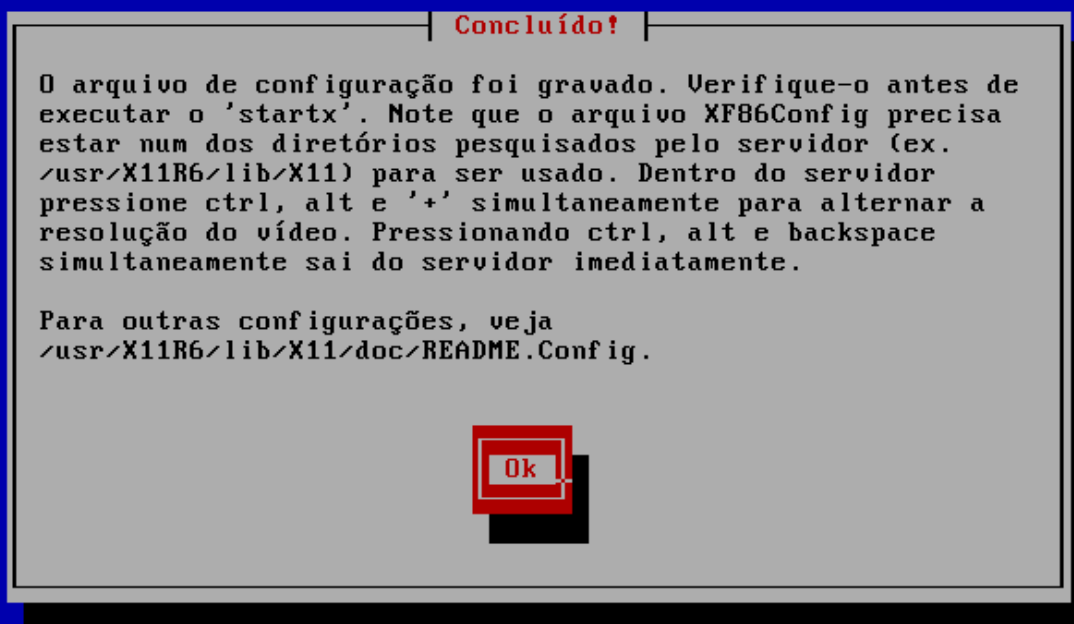 Concluído!
O arquivo de configuração foi gravado. Verifique-o antes de
executar o 'startx'. Note que o arquivo XF86Config precisa
estar num dos diretórios pesquisados pelo servidor (ex.
/usr/X11R6/lib/X11) para ser usado. Dentro do servidor
pressione ctrl, alt e '+' simultaneamente para alternar a
resolução do vídeo. Pressionando ctrl, alt e backspace
simultaneamente sai do servidor imediatamente.
Para outras configurações, veja
/usr/X11R6/lib/X11/doc/README.Config.
Ok